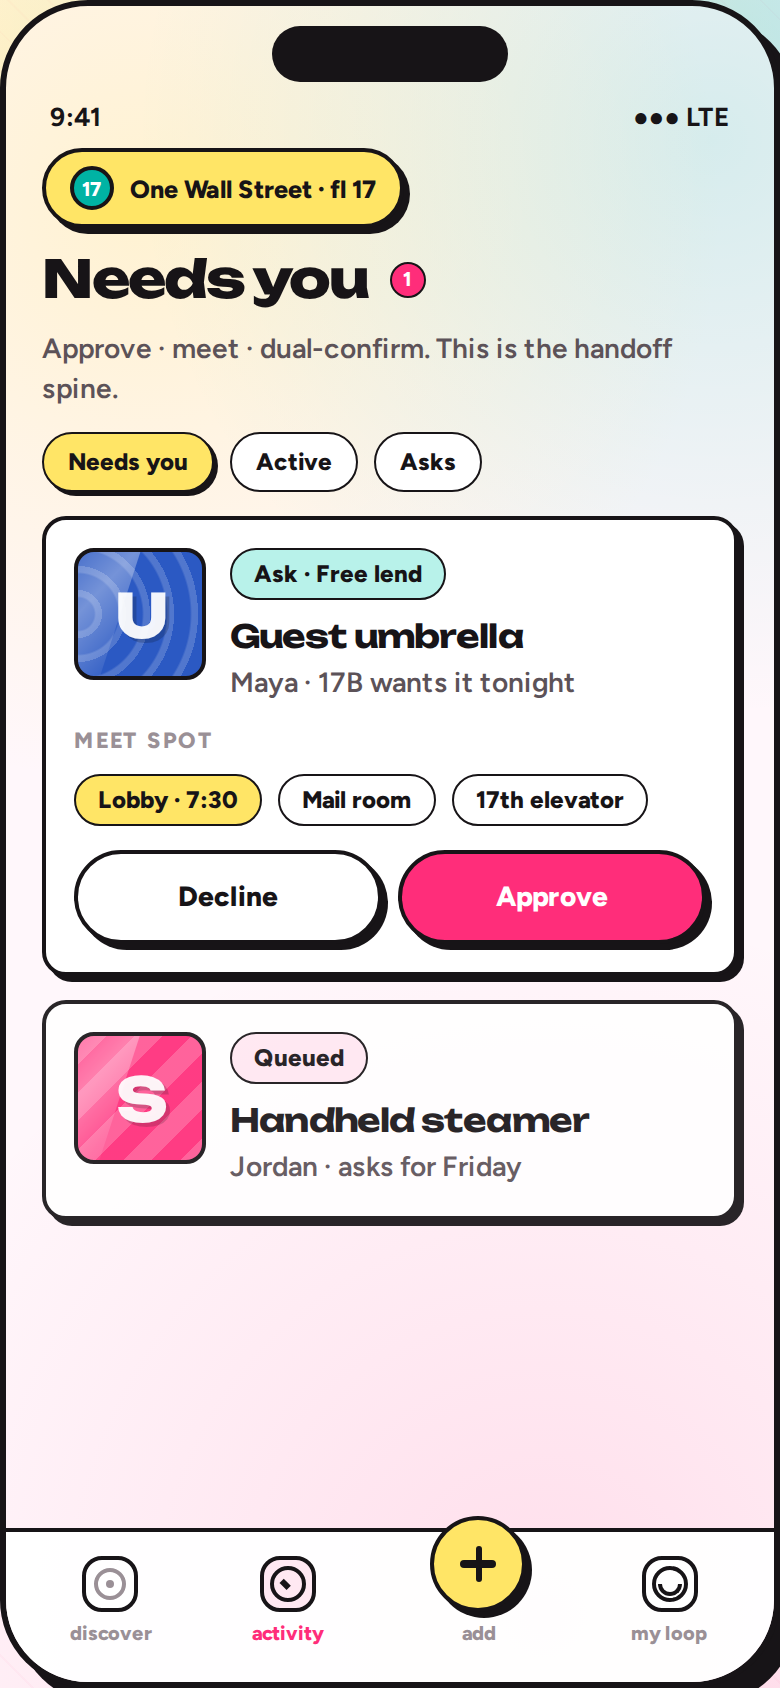 9:41
●●● LTE
17 One Wall Street · fl 17
Needs you 1
Approve · meet · dual-confirm. This is the handoff
spine.
Needs you Active Asks
U
Ask · Free lend
Guest umbrella
Maya · 17B wants it tonight
MEET SPOT
Lobby · 7:30 Mail room 17th elevator
Decline Approve
S
Queued
Handheld steamer
Jordan · asks for Friday
discover activity add my loop